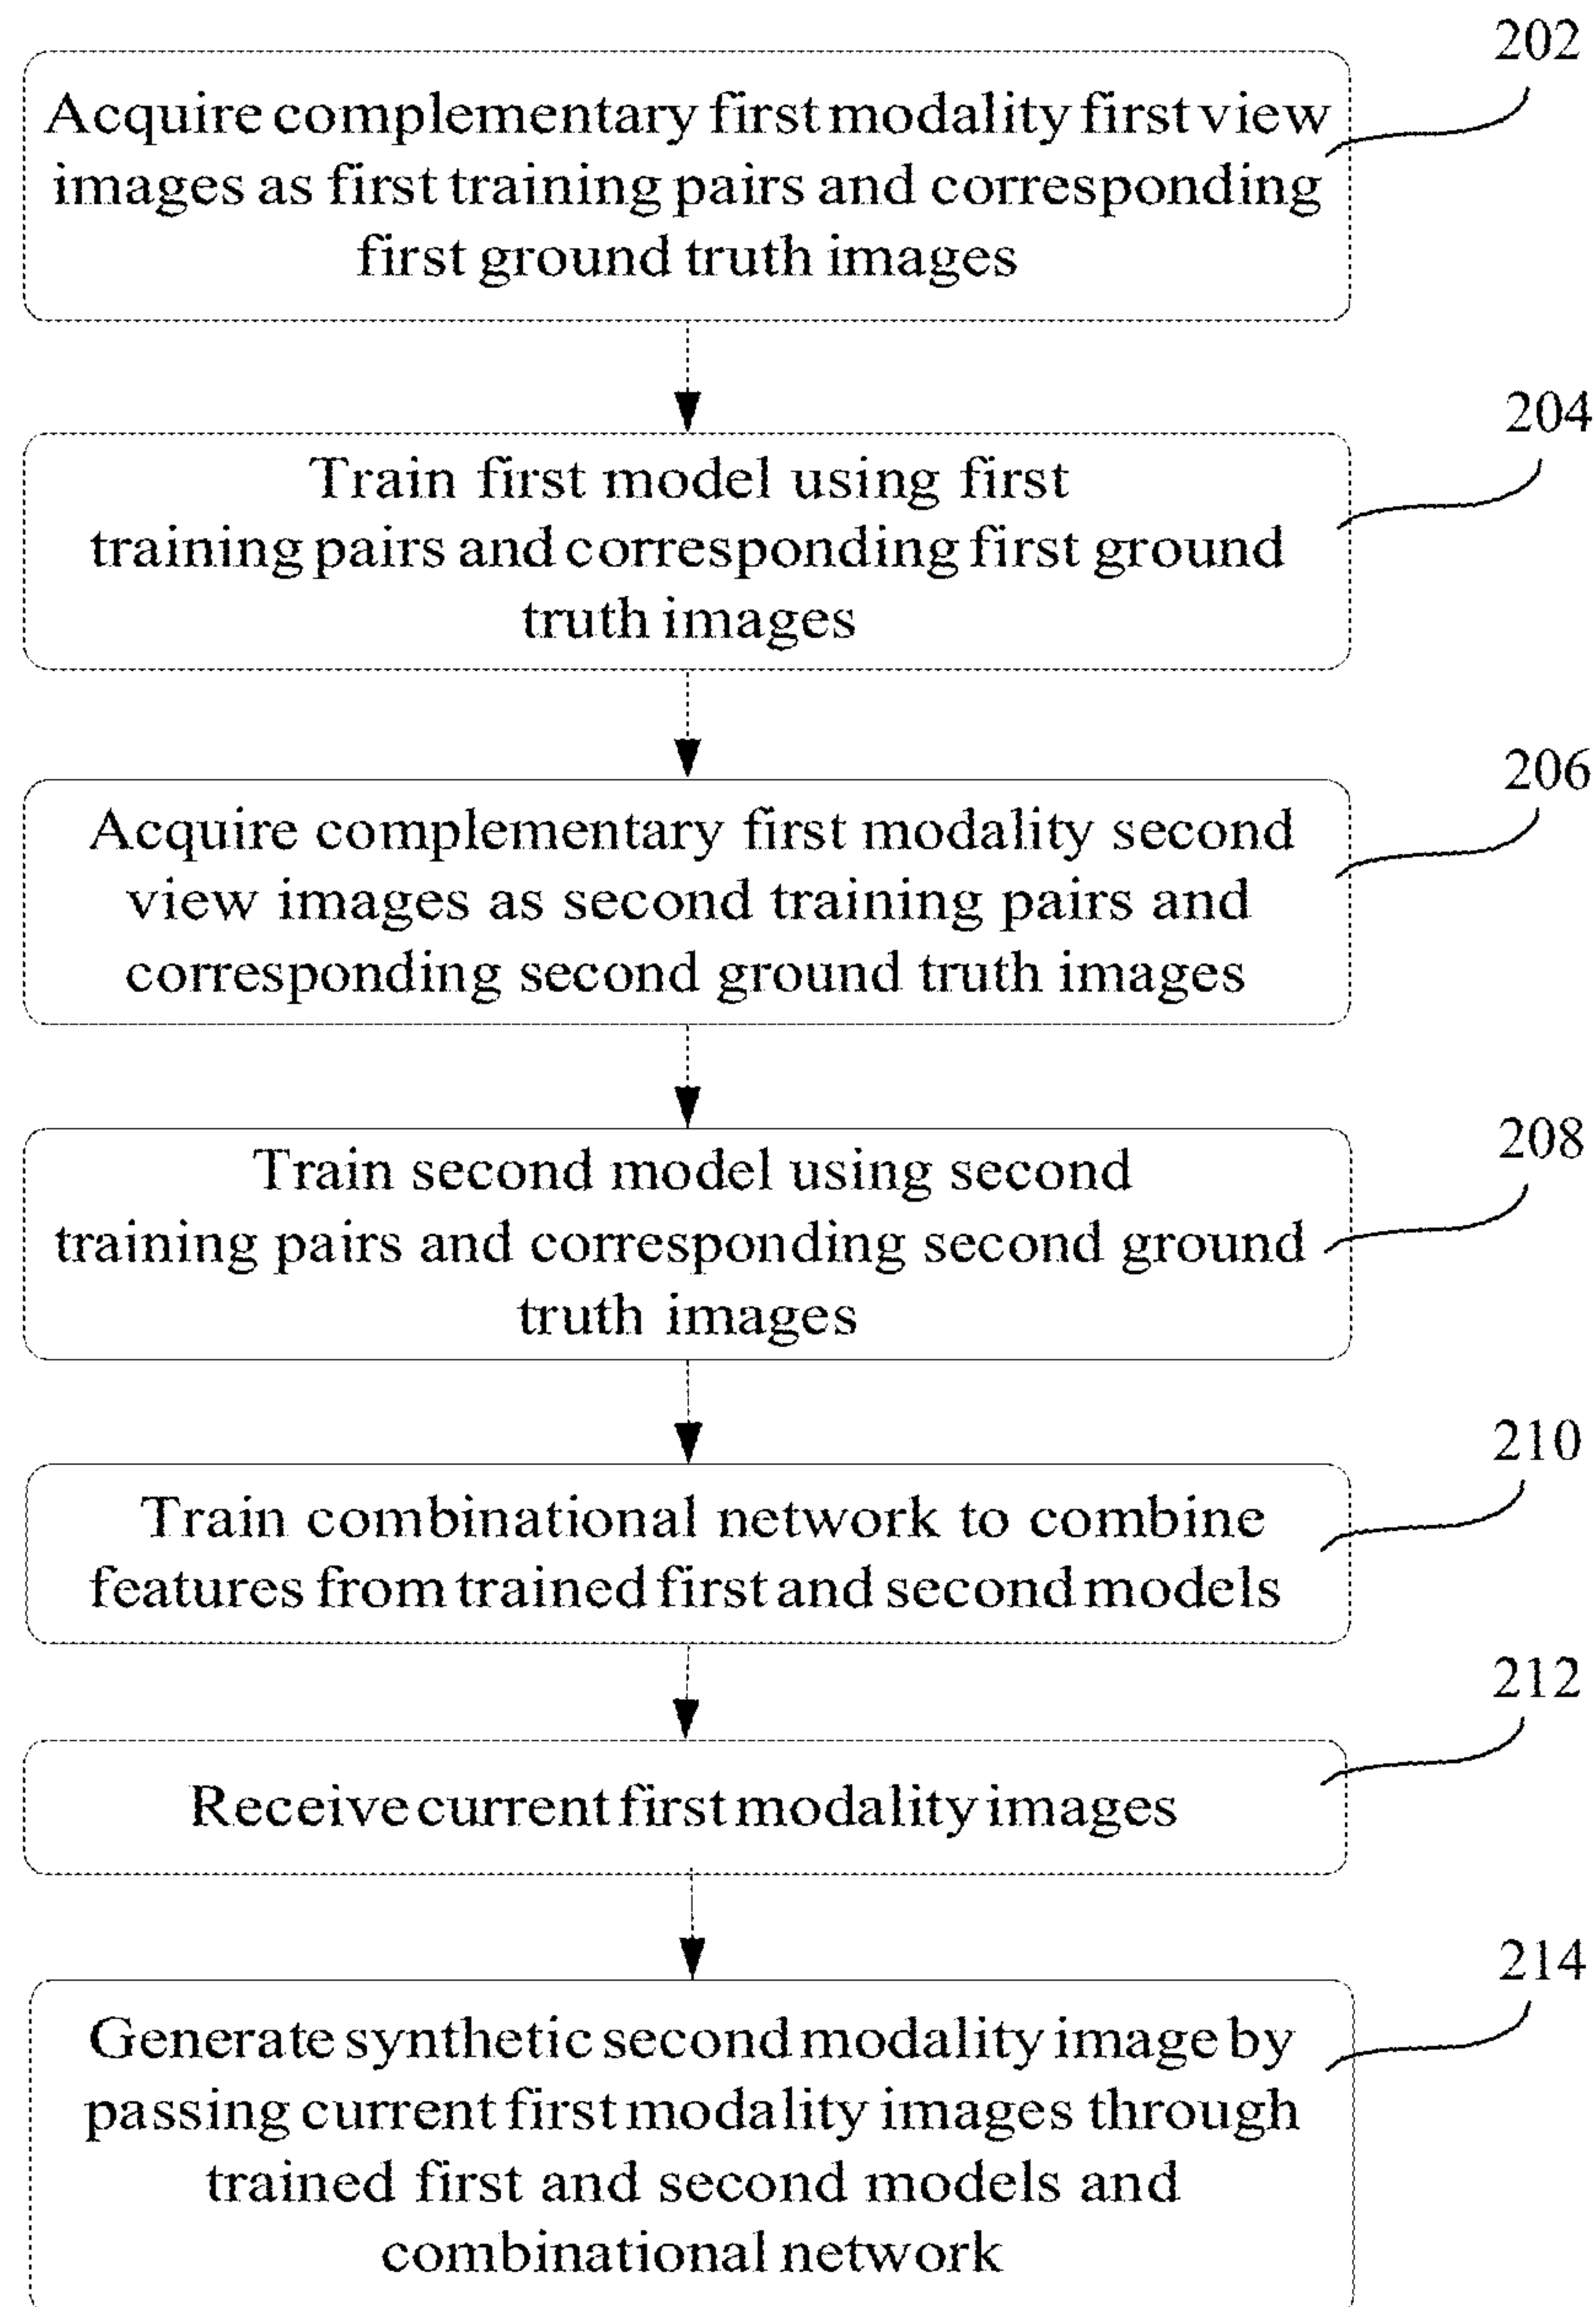 202
Acquire complementary first modality first view
images as first training pairs and corresponding
first ground truth images
204
Train first model using first
training pairs and corresponding first ground
truth images
206
Acquire complementary first modality second
view images as second training pairs and
corresponding second ground truth images
208
Train second model using second
training pairs and corresponding second ground
truth images
210
Train combinational network to combine
features from trained first and second models
212
Receive current first modality images
214
Generate synthetic second modality image by
passing current first modality images through
trained first and second models and
combinational network